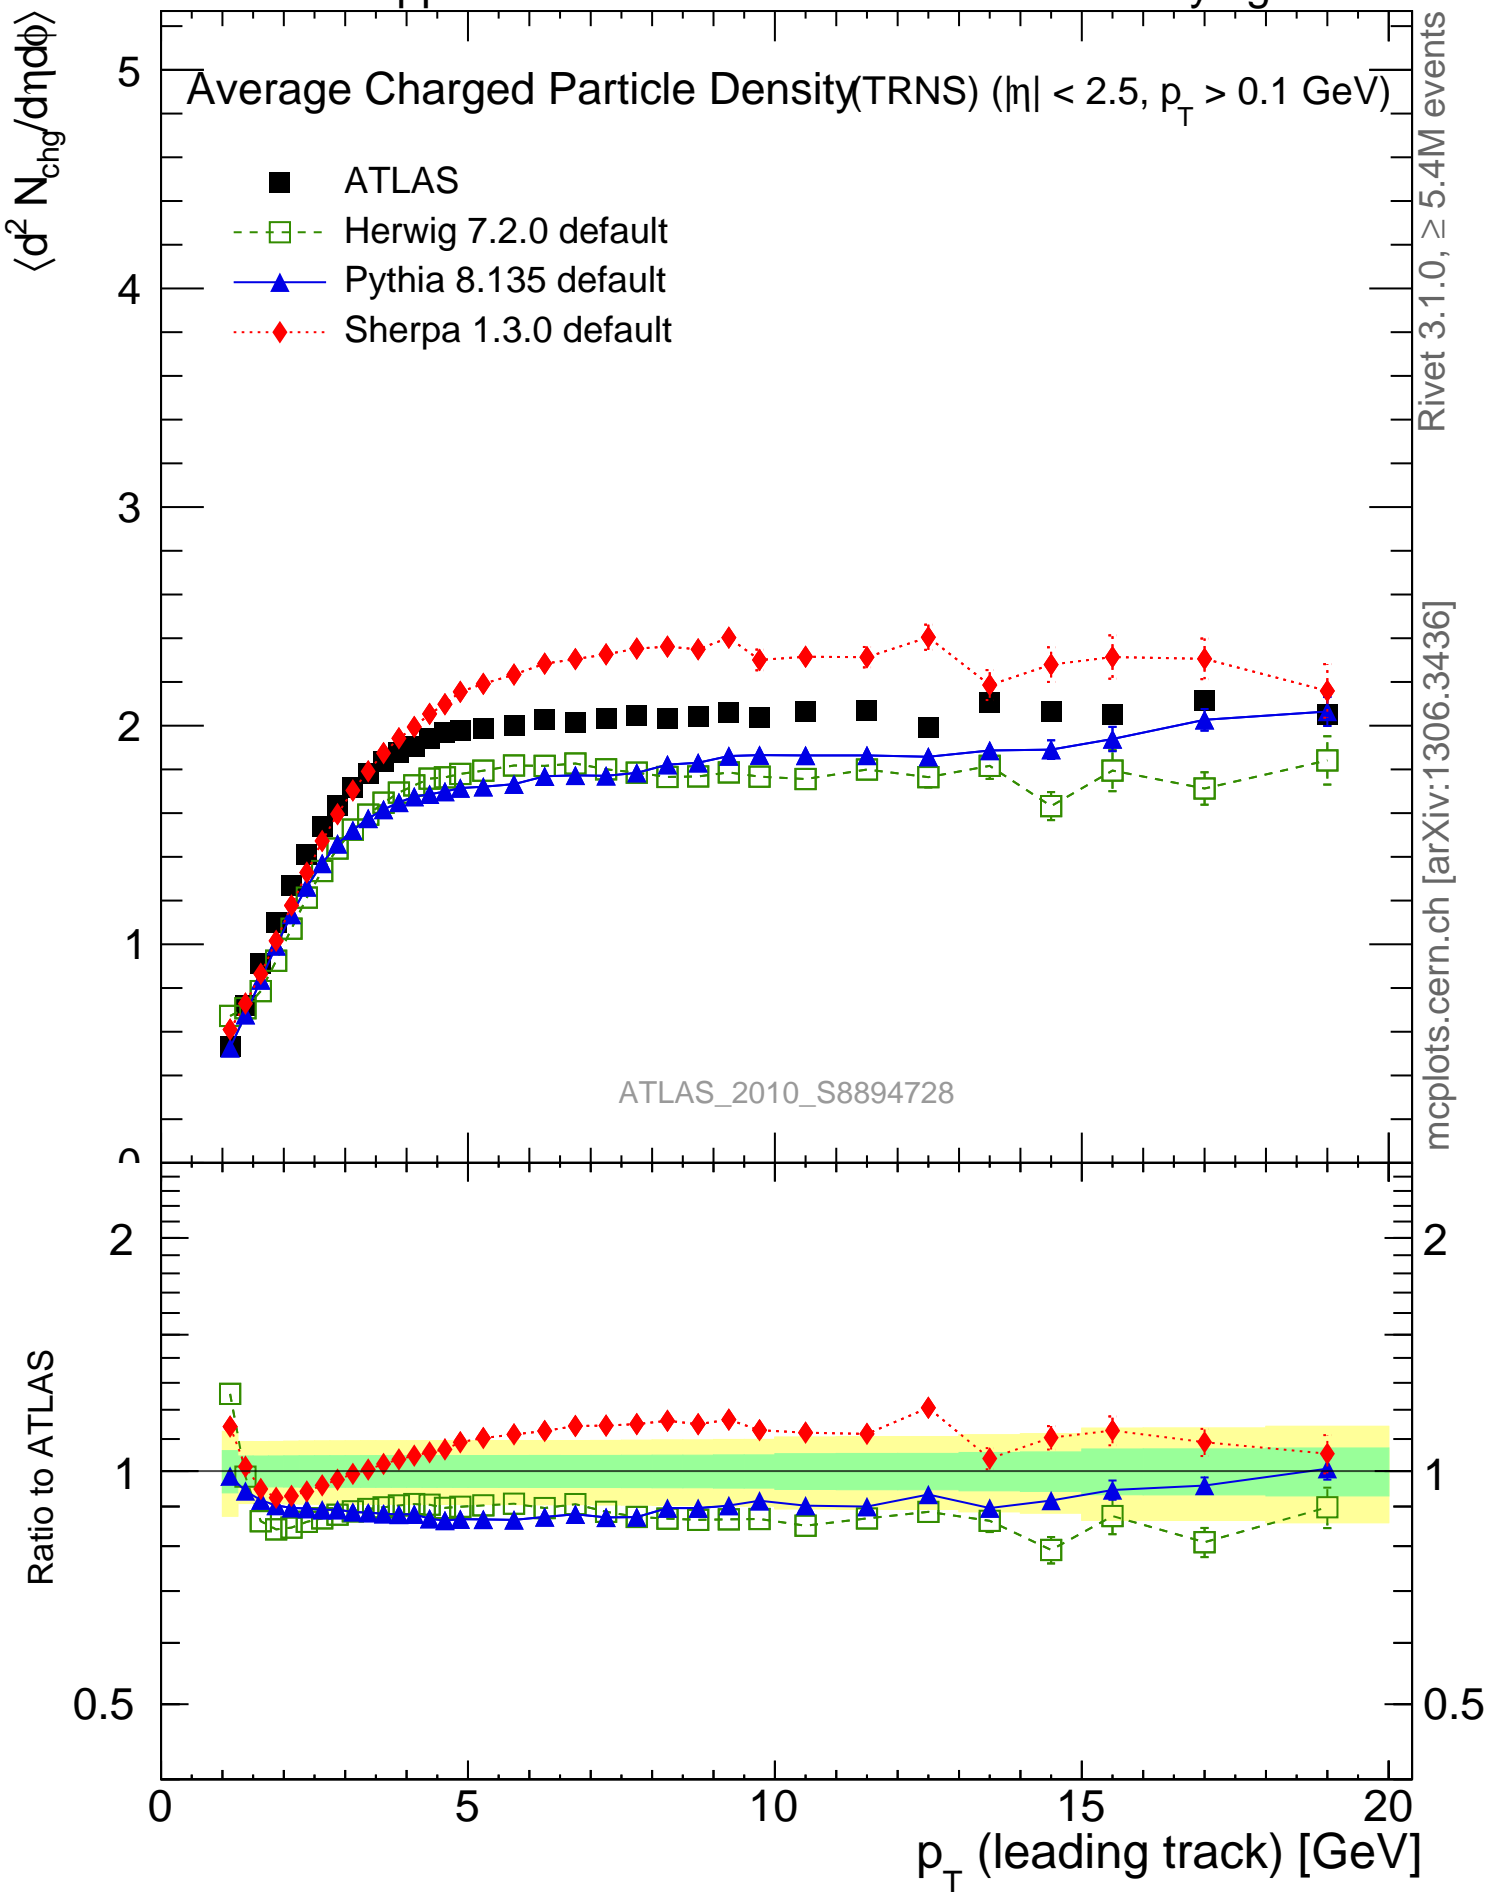 ⟨d² N_chg/dηdϕ⟩
Average Charged Particle Density (TRNS) (|η| < 2.5, p_T > 0.1 GeV)
ATLAS
Herwig 7.2.0 default
Pythia 8.135 default
Sherpa 1.3.0 default
5
4
3
2
1
0
ATLAS_2010_S8894728
Rivet 3.1.0, ≥ 5.4M events
mcplots.cern.ch [arXiv:1306.3436]
Ratio to ATLAS
2
1
0.5
2
1
0.5
0 5 10 15 20
p_T (leading track) [GeV]